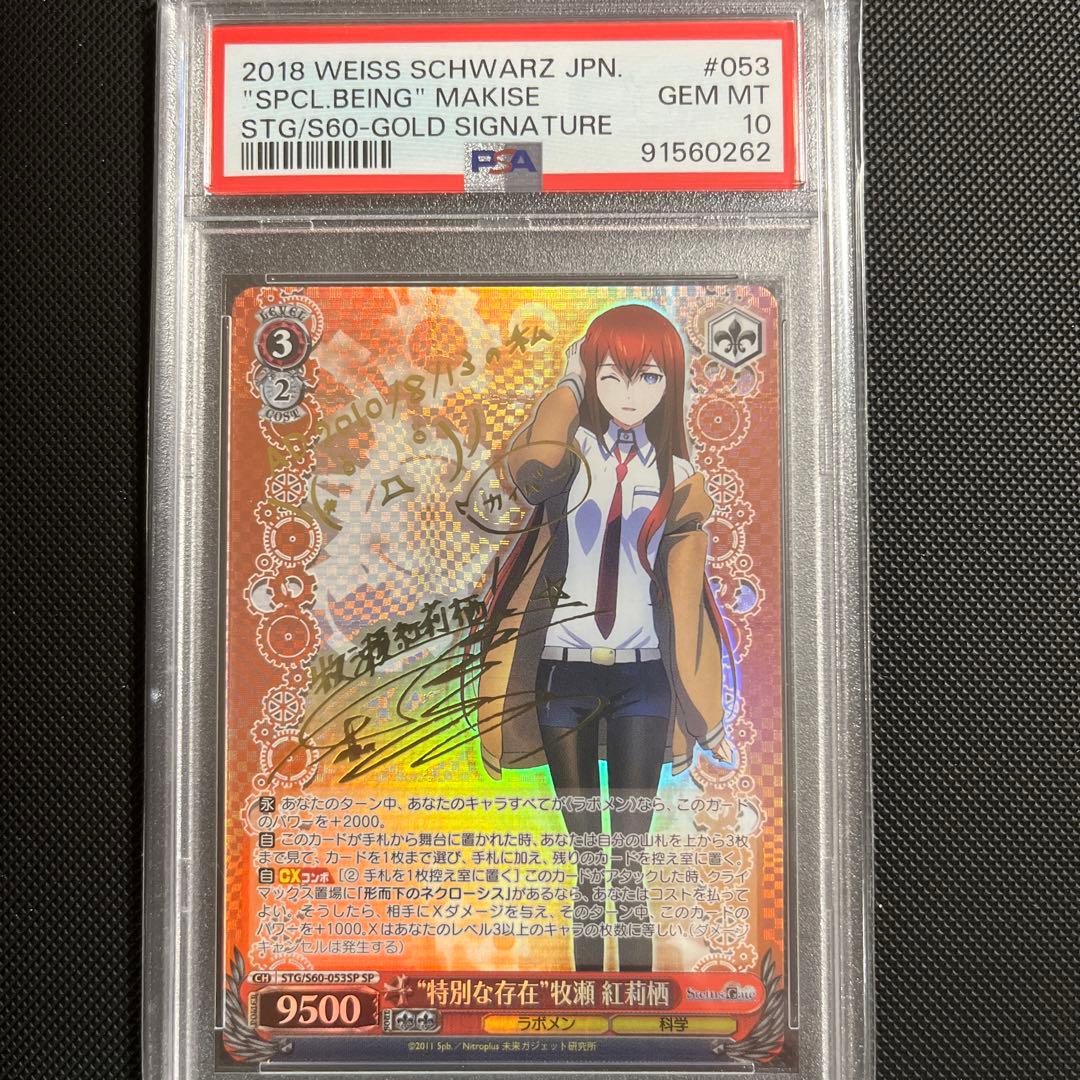 2018 WEISS SCHWARZ JPN. #053
"SPCL.BEING" MAKISE GEM MT
STG/S60-GOLD SIGNATURE 10
PSA 91560262
LEVEL
3
2
COST
AD 2010/8/13の私
牧瀬紅莉栖
永 あなたのターン中、あなたのキャラすべてが《ラボメン》なら、このカード
のパワーを+2000。
自 このカードが手札から舞台に置かれた時、あなたは自分の山札を上から3枚
まで見て、カードを1枚まで選び、手札に加え、残りのカードを控え室に置く。
自 CXコンボ [② 手札を1枚控え室に置く] このカードがアタックした時、クライ
マックス置場に「形而下のネクローシス」があるなら、あなたはコストを払って
よい。そうしたら、相手にXダメージを与え、そのターン中、このカードの
パワーを+1000。Xはあなたのレベル3以上のキャラの枚数に等しい。(ダメージ
キャンセルは発生する)
CH STG/S60-053SP SP
POWER 9500 SOUL "特別な存在"牧瀬 紅莉栖 Steins;Gate
ラボメン 科学
©2011 5pb.／Nitroplus 未来ガジェット研究所